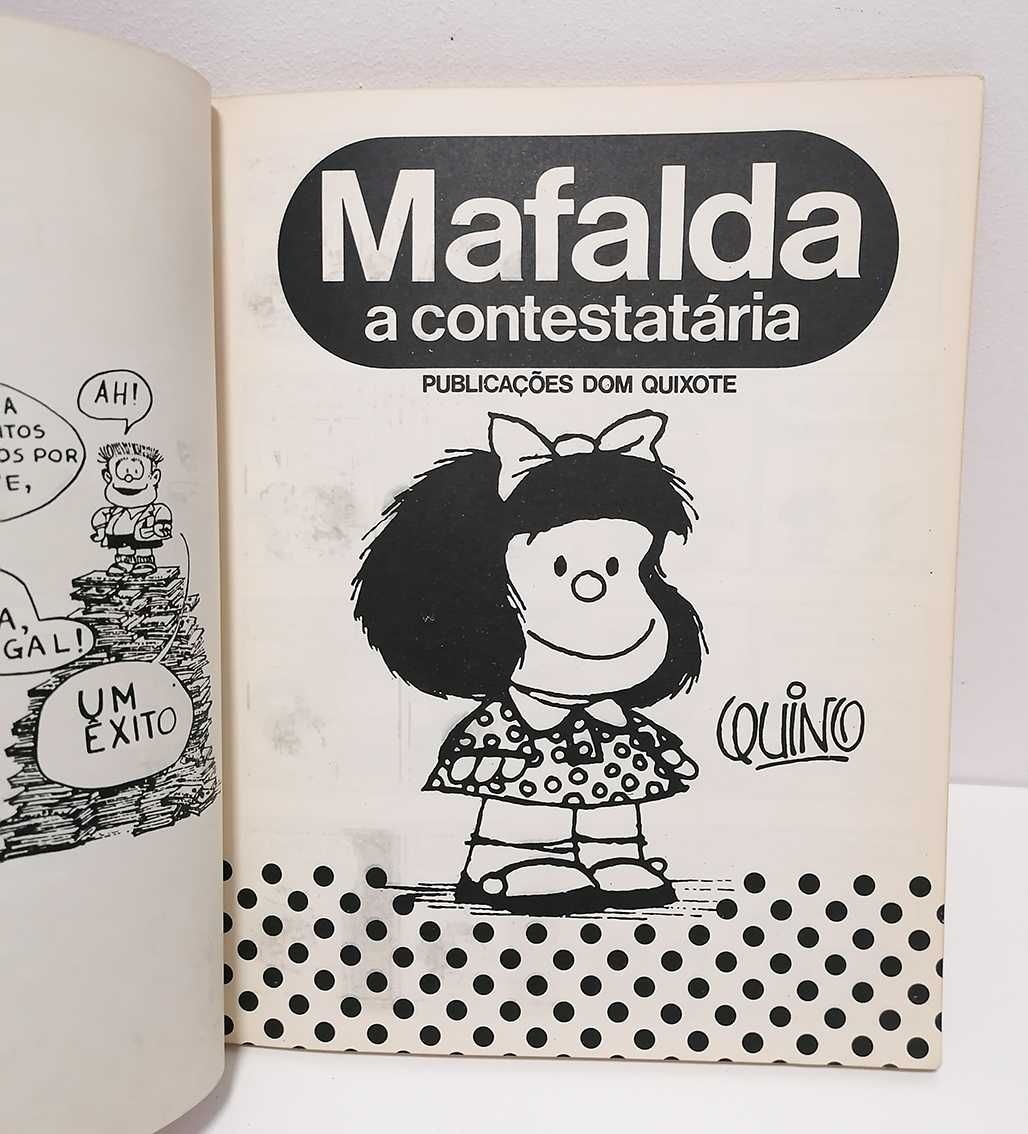 A
TOS
OS POR
E,
AH!
A,
GAL!
UM
ÊXITO
Mafalda
a contestatária
PUBLICAÇÕES DOM QUIXOTE
QUINO